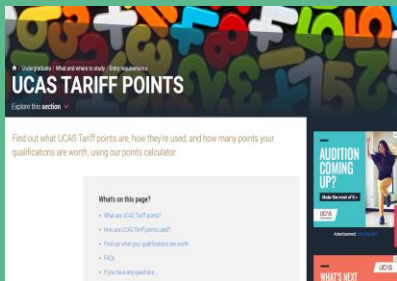 Undergraduate / What and where to study / Entry requirements
UCAS TARIFF POINTS
Explore this section
Find out what UCAS Tariff points are, how they're used, and how many points your
qualifications are worth, using our points calculator.
What's on this page?
What are UCAS Tariff points?
How are UCAS Tariff points used?
Find out what your qualifications are worth
FAQs
If you have any questions...
AUDITION
COMING
UP?
Make the most of it
UCAS
Advertisement
UCAS
WHAT'S NEXT